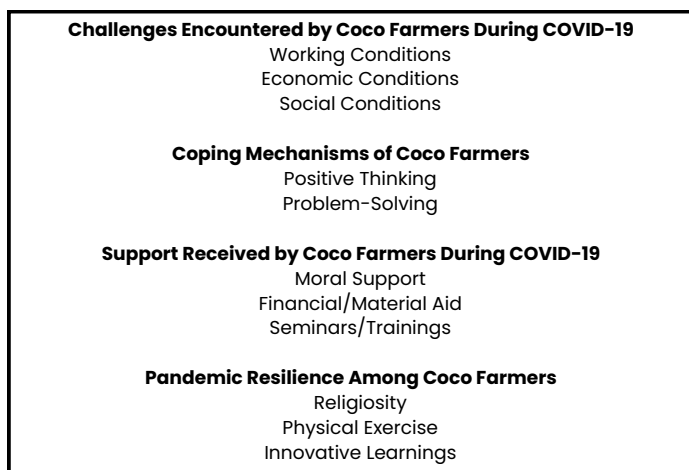 Challenges Encountered by Coco Farmers During COVID-19
Working Conditions
Economic Conditions
Social Conditions
Coping Mechanisms of Coco Farmers
Positive Thinking
Problem-Solving
Support Received by Coco Farmers During COVID-19
Moral Support
Financial/Material Aid
Seminars/Trainings
Pandemic Resilience Among Coco Farmers
Religiosity
Physical Exercise
Innovative Learnings